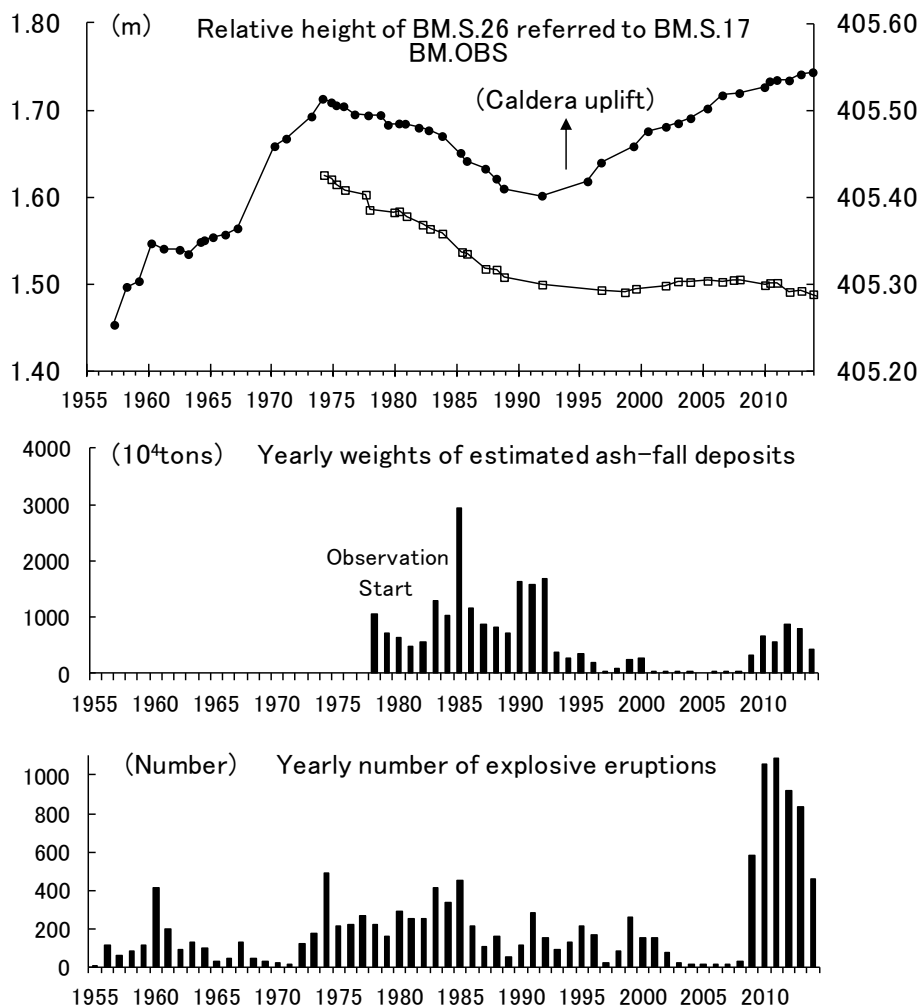 1.80 (m) Relative height of BM.S.26 referred to BM.S.17 405.60
BM.OBS
(Caldera uplift)
1.70 405.50
1.60 405.40
1.50 405.30
1.40 405.20
1955 1960 1965 1970 1975 1980 1985 1990 1995 2000 2005 2010
4000 (10⁴tons) Yearly weights of estimated ash-fall deposits
3000
Observation
Start
2000
1000
0
1955 1960 1965 1970 1975 1980 1985 1990 1995 2000 2005 2010
(Number) Yearly number of explosive eruptions
1000
800
600
400
200
0
1955 1960 1965 1970 1975 1980 1985 1990 1995 2000 2005 2010